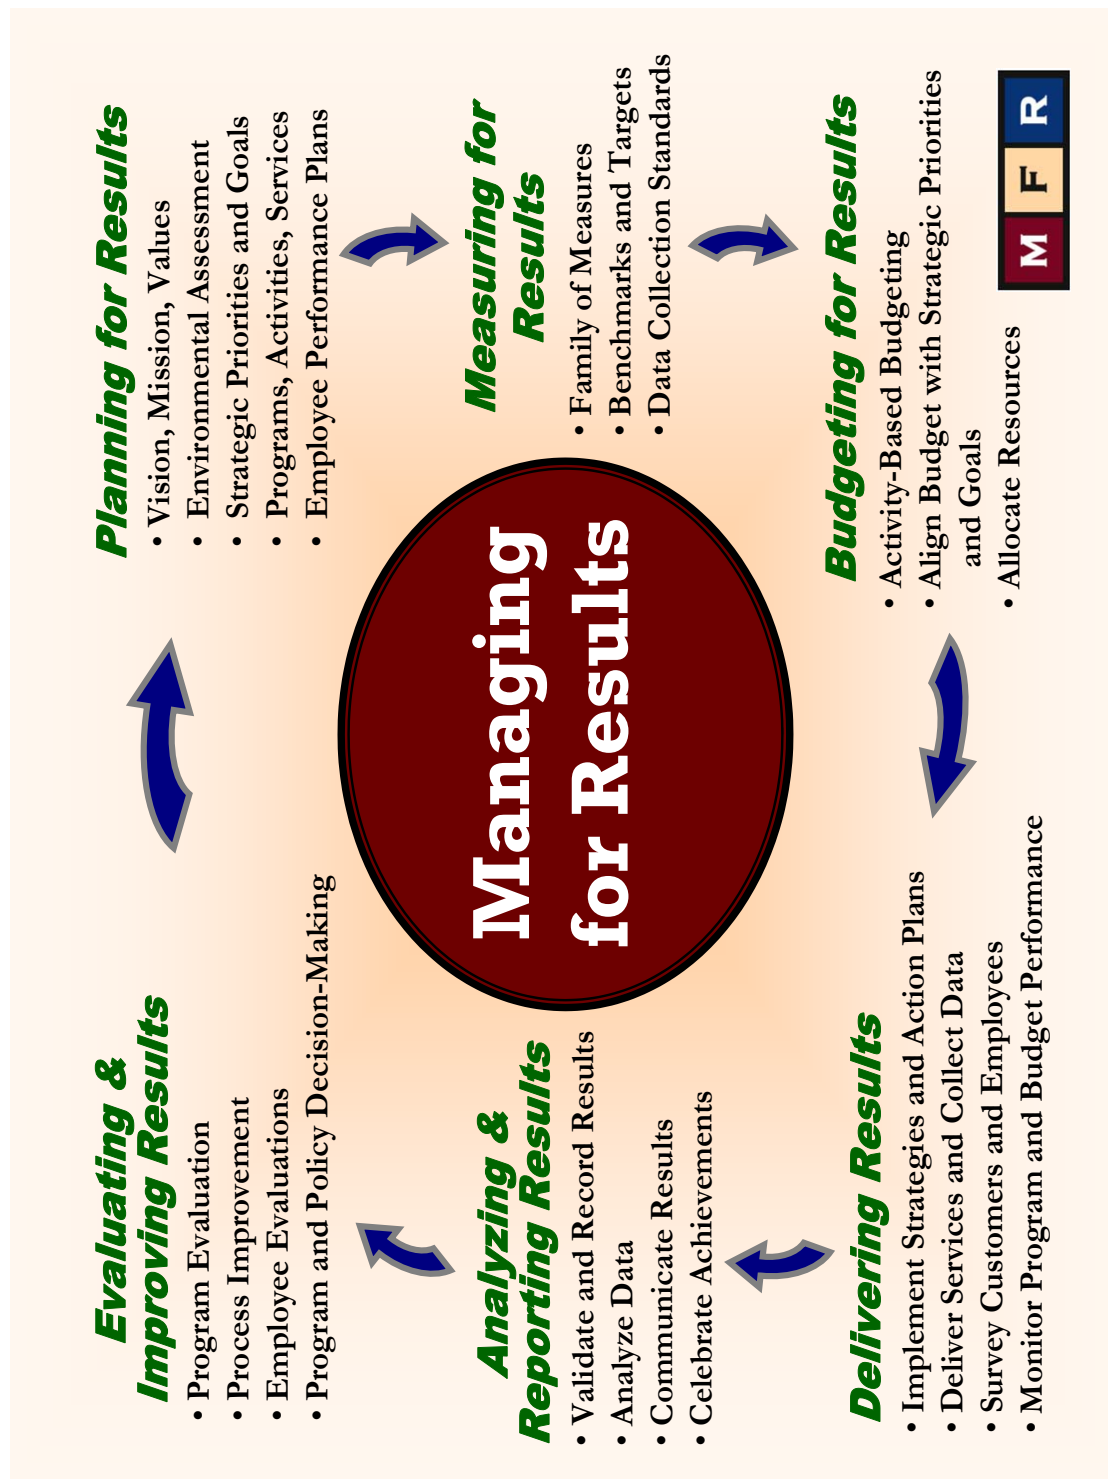 Evaluating &
Improving Results
• Program Evaluation
• Process Improvement
• Employee Evaluations
• Program and Policy Decision-Making
Planning for Results
• Vision, Mission, Values
• Environmental Assessment
• Strategic Priorities and Goals
• Programs, Activities, Services
• Employee Performance Plans
Analyzing &
Reporting Results
• Validate and Record Results
• Analyze Data
• Communicate Results
• Celebrate Achievements
Managing
for Results
Measuring for
Results
• Family of Measures
• Benchmarks and Targets
• Data Collection Standards
Delivering Results
• Implement Strategies and Action Plans
• Deliver Services and Collect Data
• Survey Customers and Employees
• Monitor Program and Budget Performance
Budgeting for Results
• Activity-Based Budgeting
• Align Budget with Strategic Priorities
and Goals
• Allocate Resources
M F R